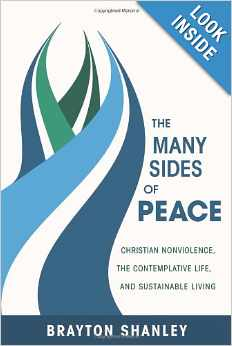 LOOK
INSIDE
THE
MANY
SIDES
OF
PEACE
CHRISTIAN NONVIOLENCE,
THE CONTEMPLATIVE LIFE,
AND SUSTAINABLE LIVING
BRAYTON SHANLEY